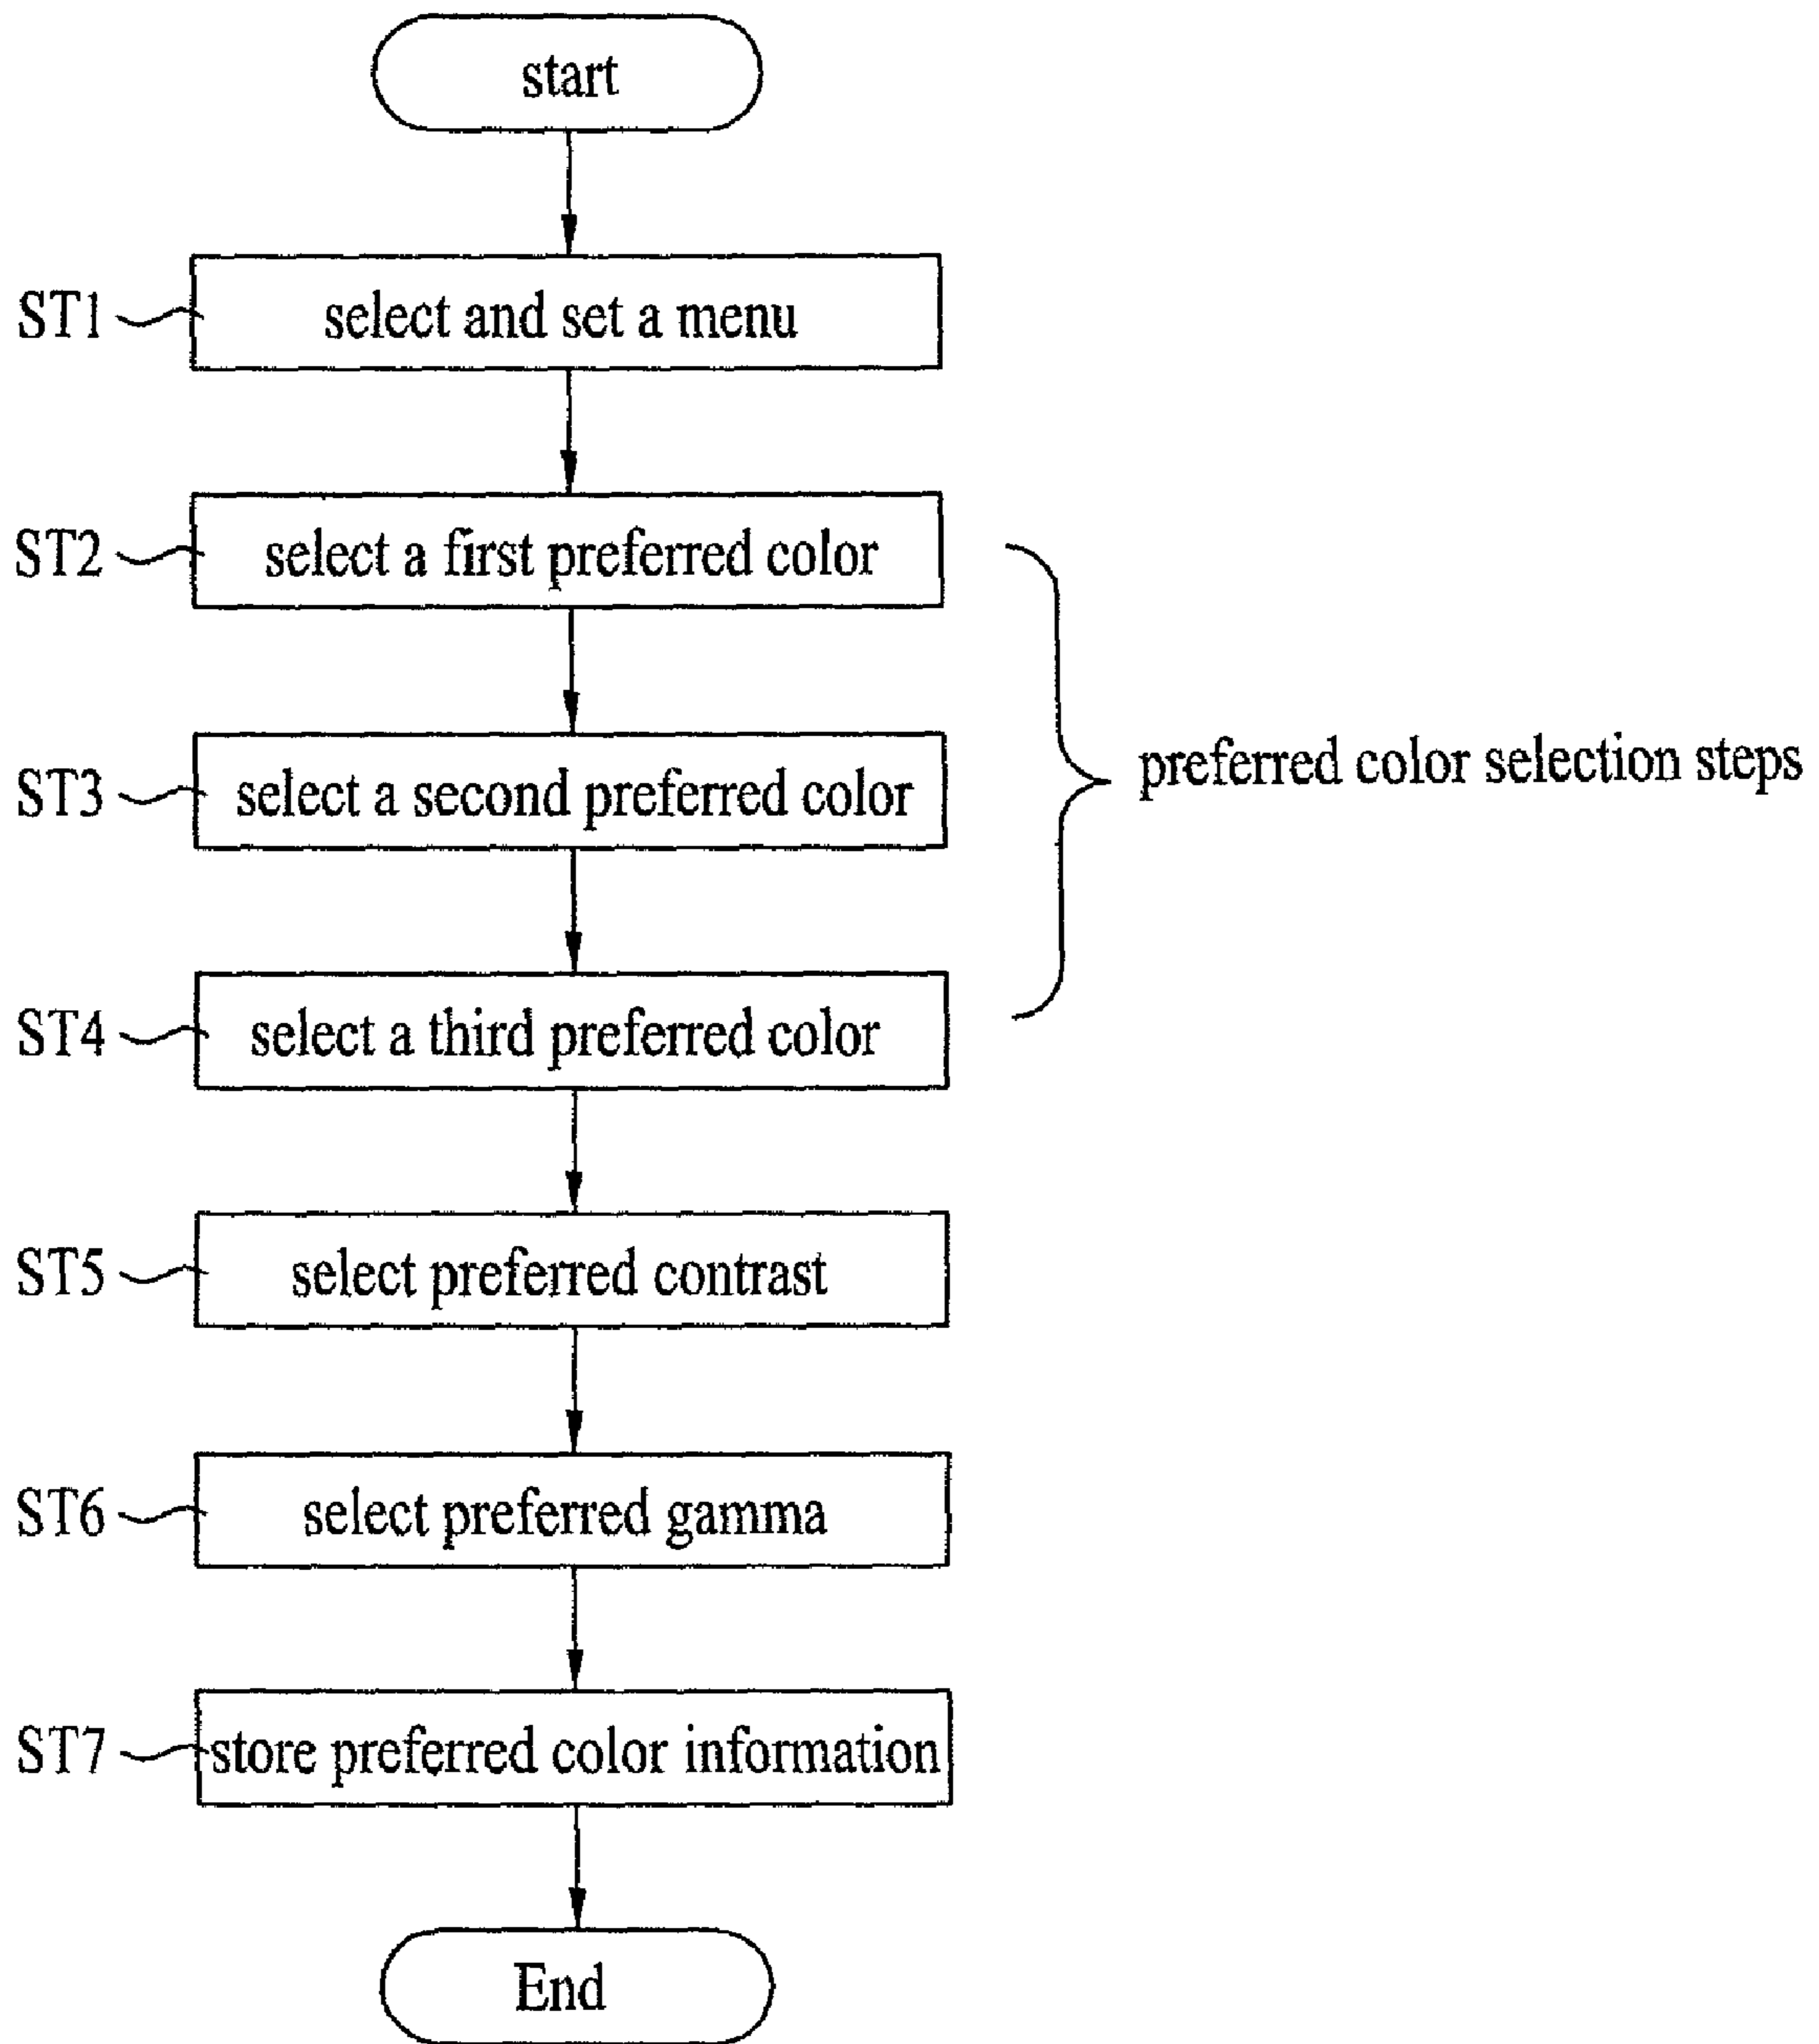 start
ST1 select and set a menu
ST2 select a first preferred color
ST3 select a second preferred color
preferred color selection steps
ST4 select a third preferred color
ST5 select preferred contrast
ST6 select preferred gamma
ST7 store preferred color information
End